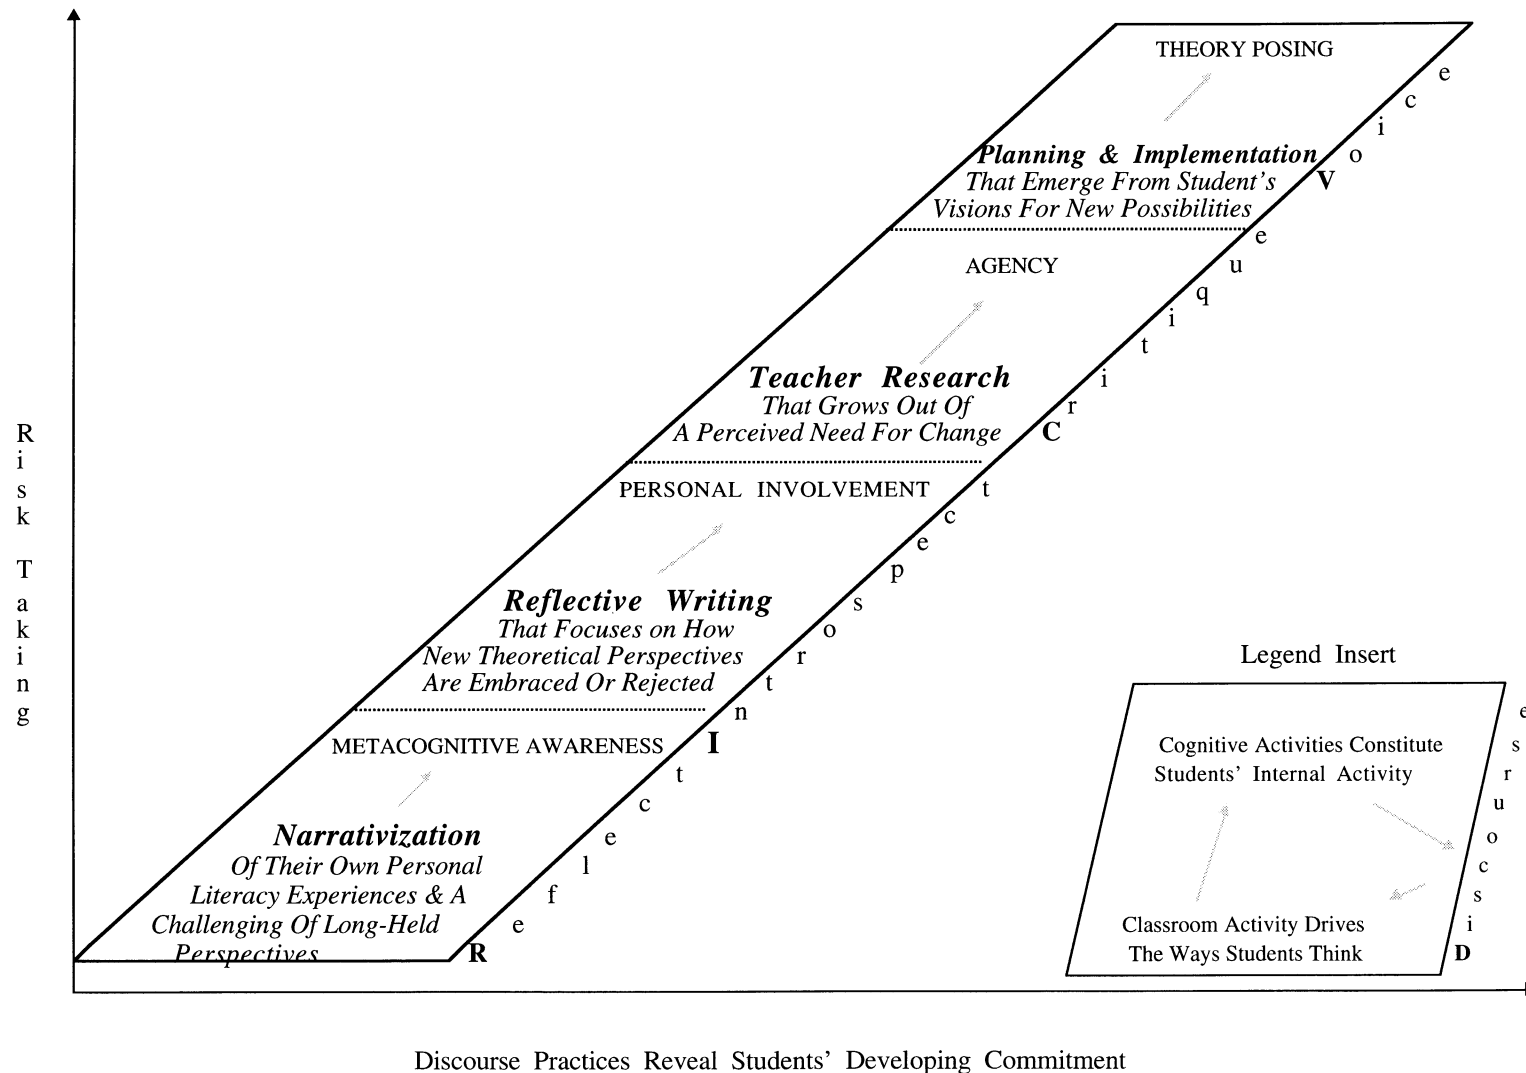 THEORY POSING
Planning & Implementation
That Emerge From Student's
Visions For New Possibilities
Voice
AGENCY
Teacher Research
That Grows Out Of
A Perceived Need For Change
Critique
PERSONAL INVOLVEMENT
Reflective Writing
That Focuses on How
New Theoretical Perspectives
Are Embraced Or Rejected
Introspect
METACOGNITIVE AWARENESS
Narrativization
Of Their Own Personal
Literacy Experiences & A
Challenging Of Long-Held
Perspectives
Reflect
Risk Taking
Legend Insert
Cognitive Activities Constitute
Students' Internal Activity
Classroom Activity Drives
The Ways Students Think
Discourse
Discourse Practices Reveal Students' Developing Commitment